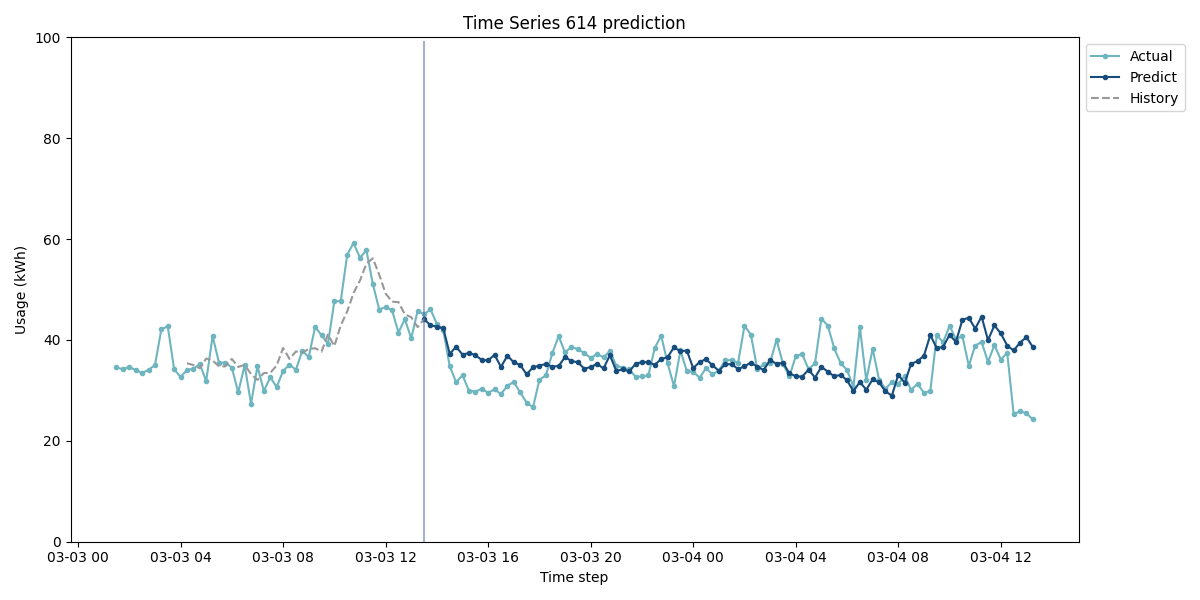 Time Series 614 prediction
Actual
Predict
History
Usage (kWh)
100
80
60
40
20
0
03-03 00 03-03 04 03-03 08 03-03 12 03-03 16 03-03 20 03-04 00 03-04 04 03-04 08 03-04 12
Time step